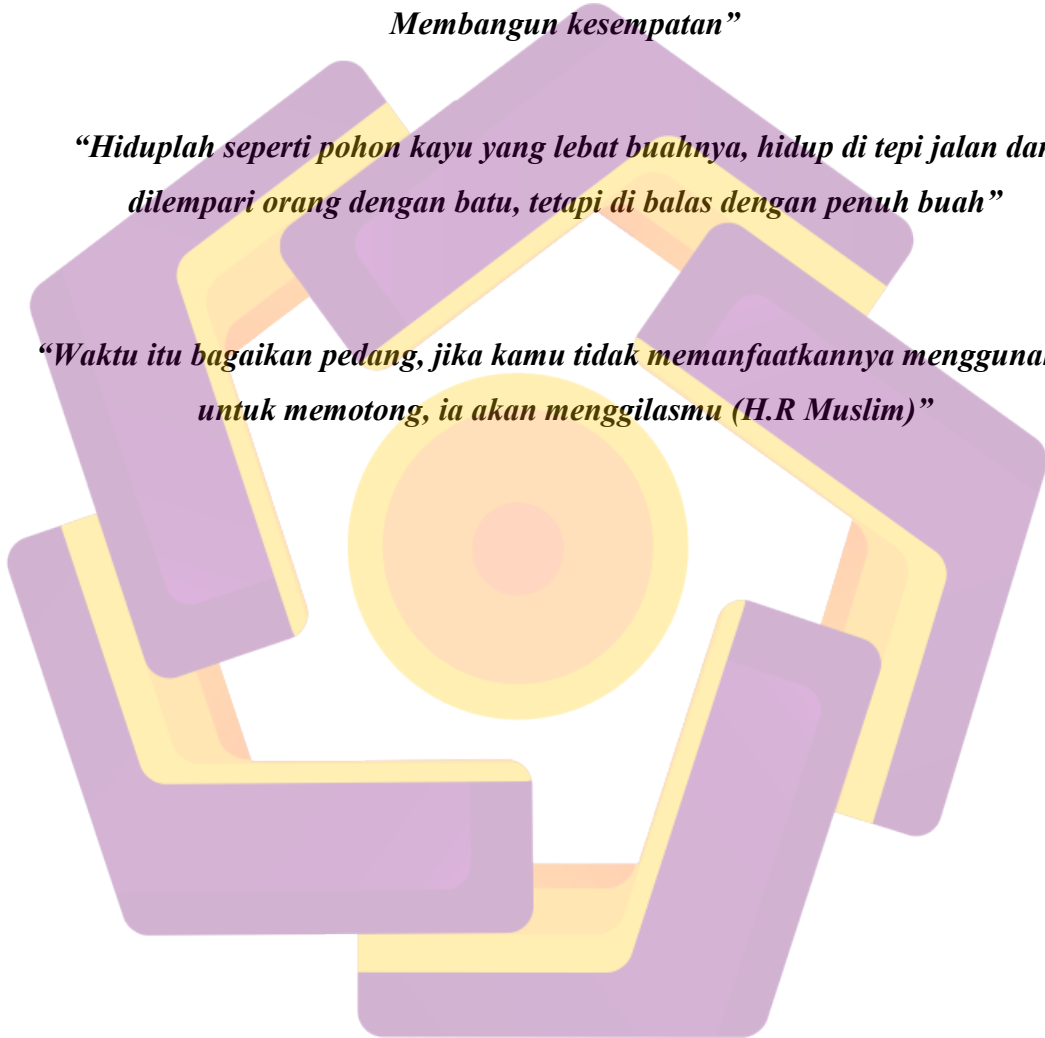 Membangun kesempatan”
“Hiduplah seperti pohon kayu yang lebat buahnya, hidup di tepi jalan dan
dilempari orang dengan batu, tetapi di balas dengan penuh buah”
“Waktu itu bagaikan pedang, jika kamu tidak memanfaatkannya
untuk memotong, ia akan menggilasmu (H.R Muslim)”